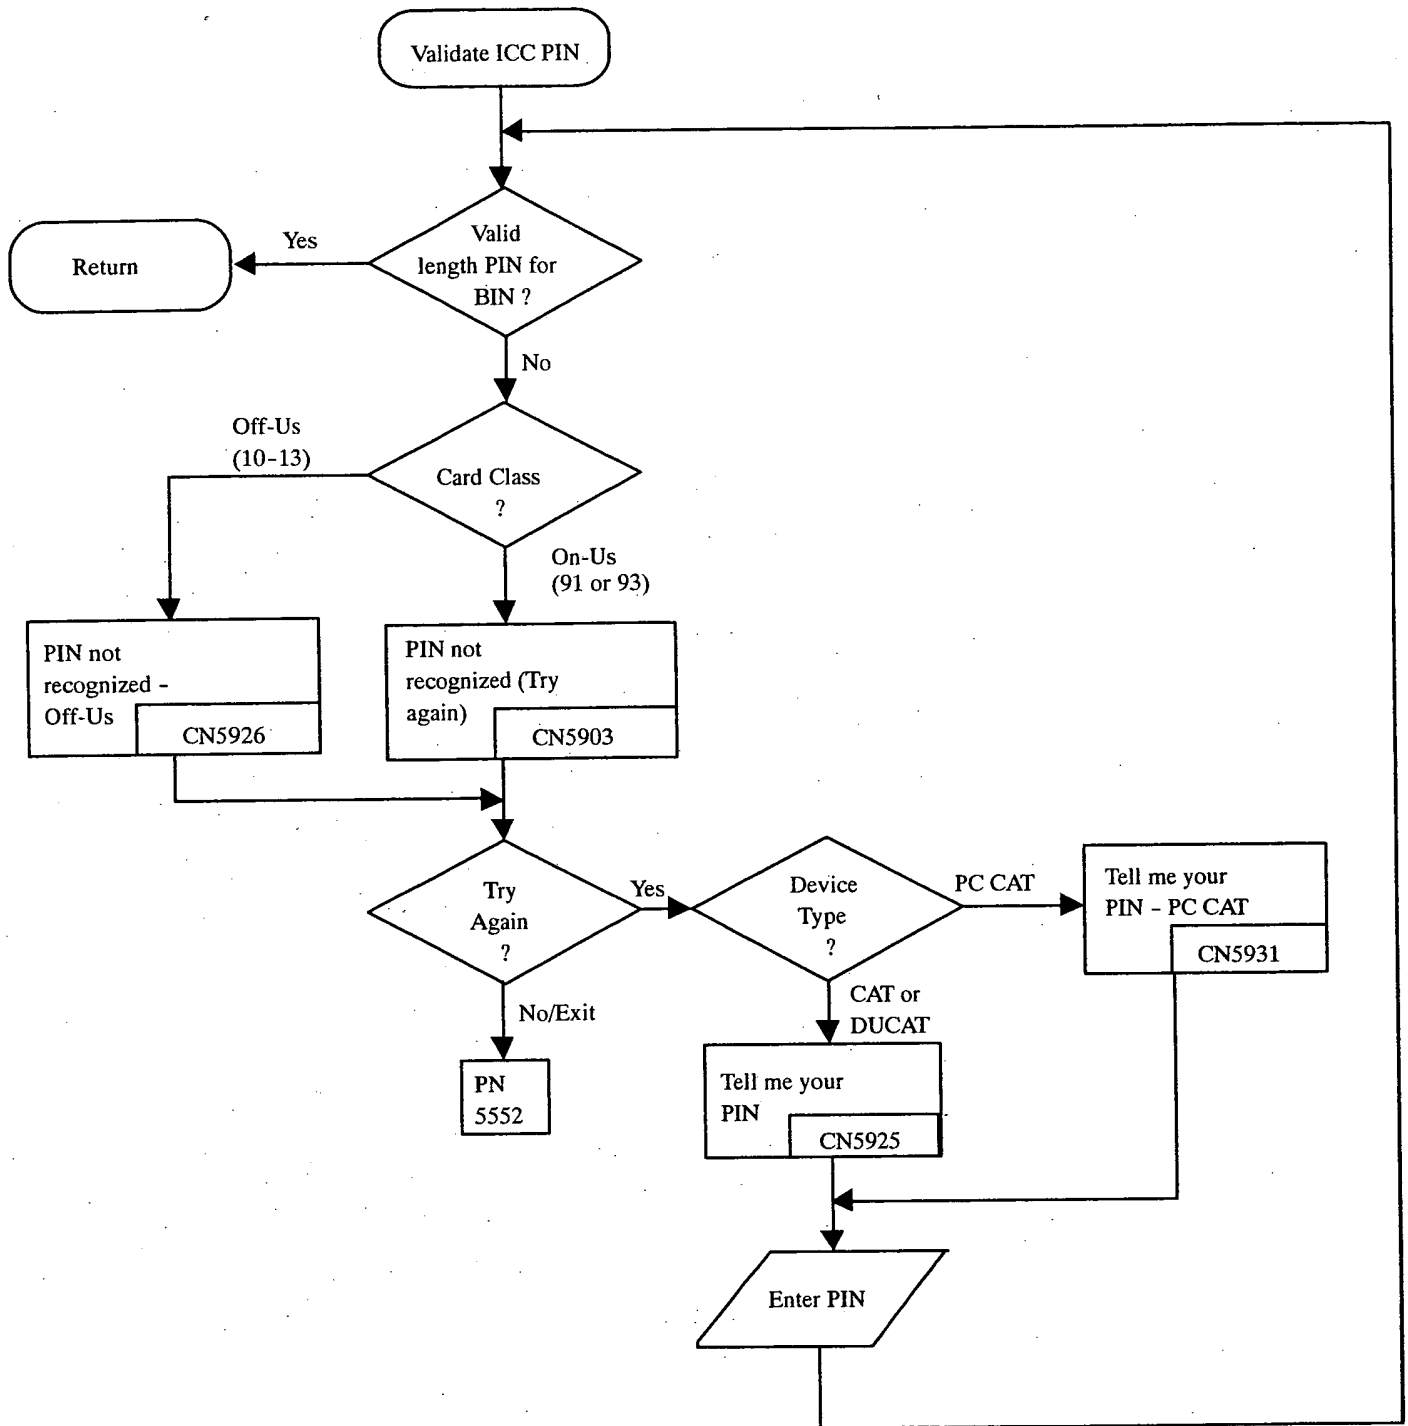 Validate ICC PIN
Yes
Valid
length PIN for
BIN ?
Return
No
Off-Us
(10-13)
Card Class
?
On-Us
(91 or 93)
PIN not
recognized -
Off-Us
CN5926
PIN not
recognized (Try
again)
CN5903
Try
Again
?
Yes
Device
Type
?
PC CAT
Tell me your
PIN - PC CAT
CN5931
No/Exit
CAT or
DUCAT
PN
5552
Tell me your
PIN
CN5925
Enter PIN